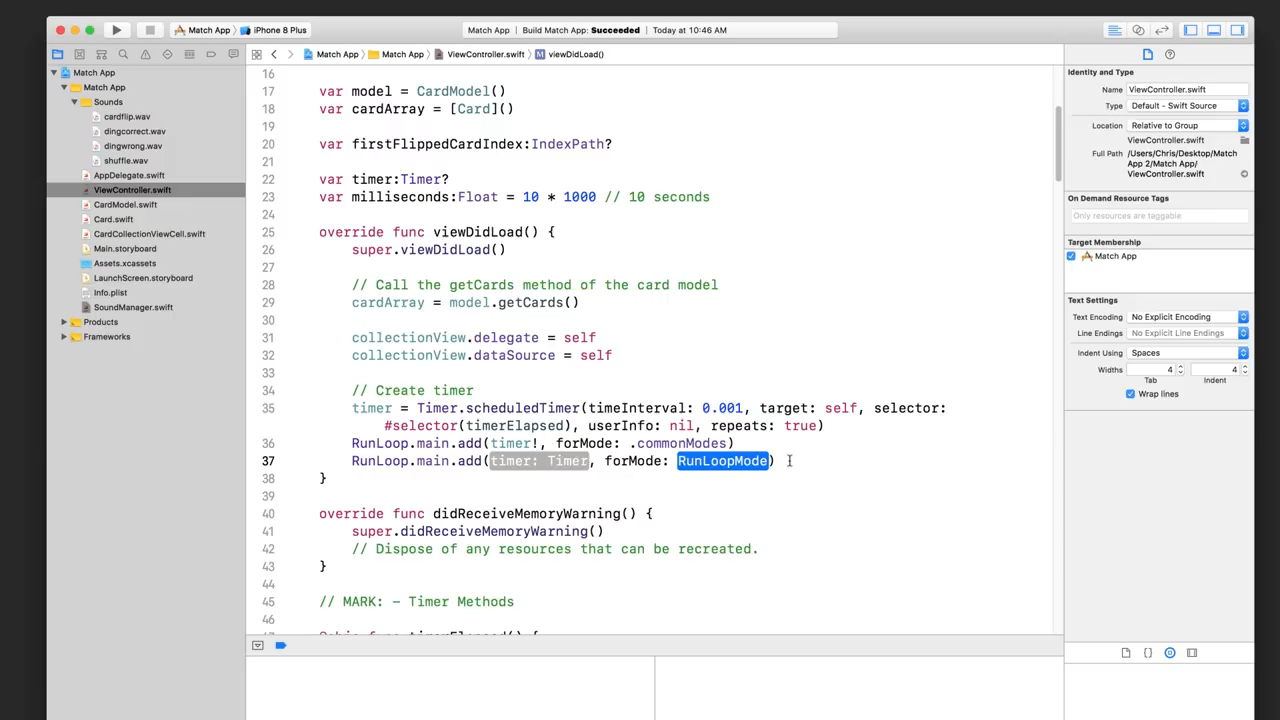 Match App
iPhone 8 Plus
Match App | Build Match App: Succeeded | Today at 10:46 AM
Match App
Match App
ViewController.swift
viewDidLoad()
Match App
Match App
Sounds
cardflip.wav
dingcorrect.wav
dingwrong.wav
shuffle.wav
AppDelegate.swift
ViewController.swift
CardModel.swift
Card.swift
CardCollectionViewCell.swift
Main.storyboard
Assets.xcassets
LaunchScreen.storyboard
Info.plist
SoundManager.swift
Products
Frameworks
16
17 var model = CardModel()
18 var cardArray = [Card]()
19
20 var firstFlippedCardIndex:IndexPath?
21
22 var timer:Timer?
23 var milliseconds:Float = 10 * 1000 // 10 seconds
24
25 override func viewDidLoad() {
26 super.viewDidLoad()
27
28 // Call the getCards method of the card model
29 cardArray = model.getCards()
30
31 collectionView.delegate = self
32 collectionView.dataSource = self
33
34 // Create timer
35 timer = Timer.scheduledTimer(timeInterval: 0.001, target: self, selector:
#selector(timerElapsed), userInfo: nil, repeats: true)
36 RunLoop.main.add(timer!, forMode: .commonModes)
37 RunLoop.main.add(timer: Timer, forMode: RunLoopMode)
38 }
39
40 override func didReceiveMemoryWarning() {
41 super.didReceiveMemoryWarning()
42 // Dispose of any resources that can be recreated.
43 }
44
45 // MARK: - Timer Methods
46
Identity and Type
Name ViewController.swift
Type Default - Swift Source
Location Relative to Group
ViewController.swift
Full Path /Users/Chris/Desktop/Match
App 2/Match App/
ViewController.swift
On Demand Resource Tags
Only resources are taggable
Target Membership
Match App
Text Settings
Text Encoding No Explicit Encoding
Line Endings No Explicit Line Endings
Indent Using Spaces
Widths 4 4
Tab Indent
Wrap lines